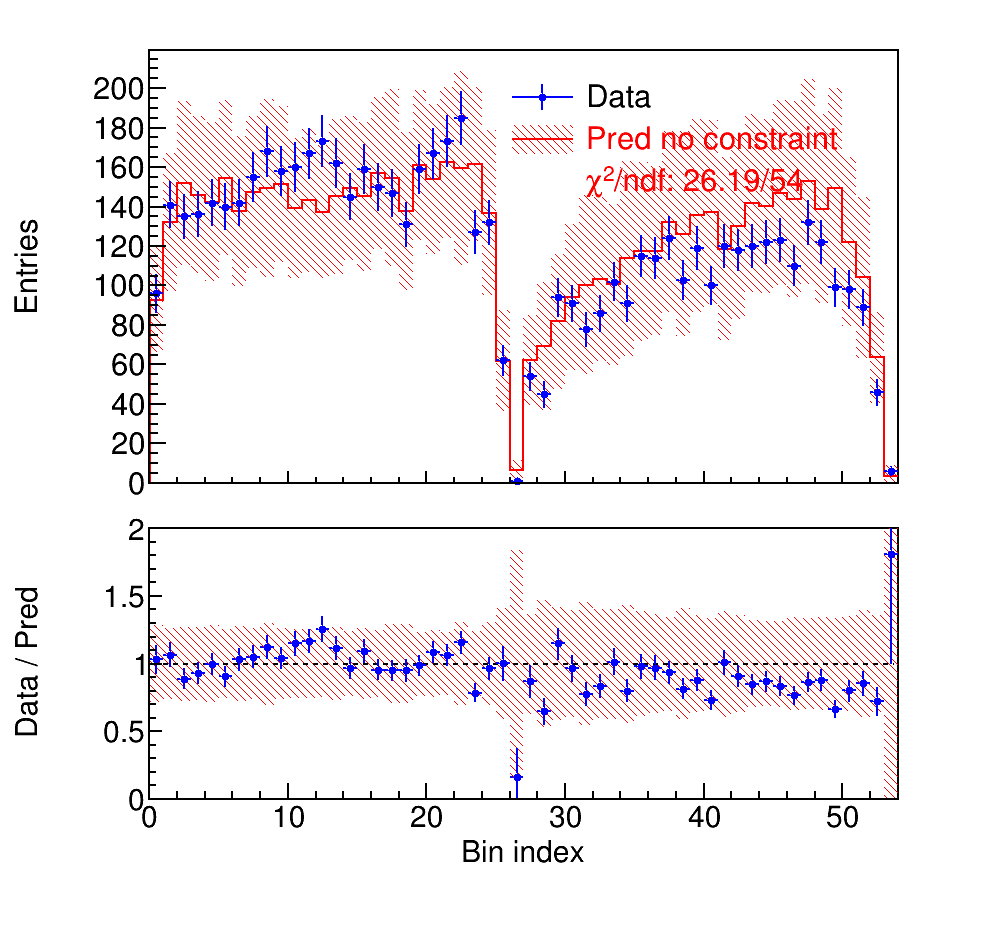 200
180
160
140
120
100
80
60
40
20
0
Entries
Data
Pred no constraint
χ²/ndf: 26.19/54
2
1.5
1
0.5
0
Data / Pred
0 10 20 30 40 50
Bin index